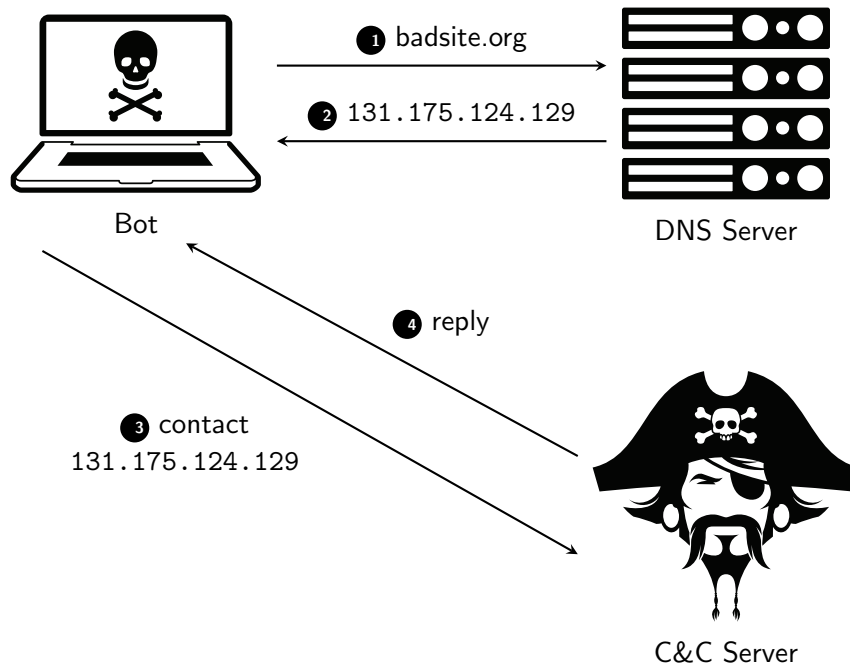 1 badsite.org
2 131.175.124.129
Bot
DNS Server
4 reply
3 contact
131.175.124.129
C&C Server